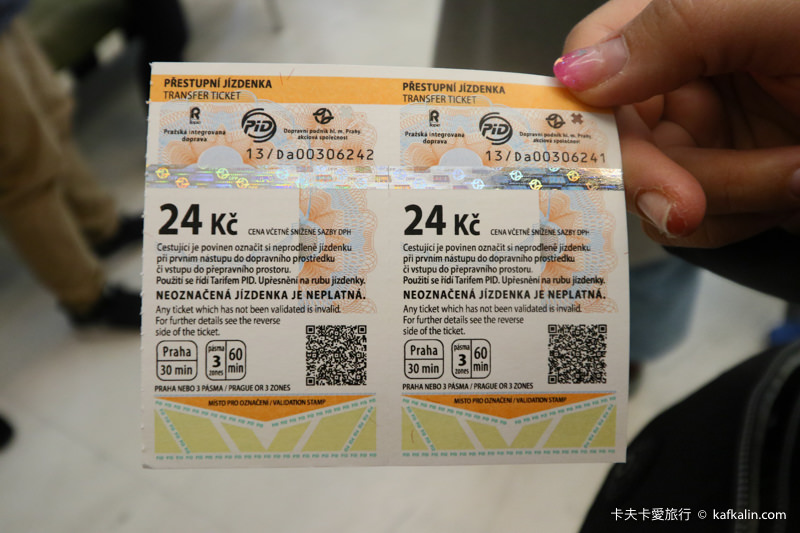 PŘESTUPNÍ JÍZDENKA
TRANSFER TICKET
Pražská integrovaná
doprava
PID
Dopravní podnik hl. m. Prahy,
akciová společnost
13/Da00306242
24 Kč CENA VČETNĚ SNÍŽENÉ SAZBY DPH
Cestující je povinen označit si neprodleně jízdenku
při prvním nástupu do dopravního prostředku
či vstupu do přepravního prostoru.
Použití se řídí Tarifem PID. Upřesnění na rubu jízdenky.
NEOZNAČENÁ JÍZDENKA JE NEPLATNÁ.
Any ticket which has not been validated is invalid.
For further details see the reverse
side of the ticket.
Praha
30 min
pásma
3
zones
60
min
PRAHA NEBO 3 PÁSMA / PRAGUE OR 3 ZONES
MÍSTO PRO OZNAČENÍ / VALIDATION STAMP
PŘESTUPNÍ JÍZDENKA
TRANSFER TICKET
Pražská integrovaná
doprava
PID
Dopravní podnik hl. m. Prahy,
akciová společnost
13/Da00306241
24 Kč CENA VČETNĚ SNÍŽENÉ SAZBY DPH
Cestující je povinen označit si neprodleně jízdenku
při prvním nástupu do dopravního prostředku
či vstupu do přepravního prostoru.
Použití se řídí Tarifem PID. Upřesnění na rubu jízdenky.
NEOZNAČENÁ JÍZDENKA JE NEPLATNÁ.
Any ticket which has not been validated is invalid.
For further details see the reverse
side of the ticket.
Praha
30 min
pásma
3
zones
60
min
PRAHA NEBO 3 PÁSMA / PRAGUE OR 3 ZONES
MÍSTO PRO OZNAČENÍ / VALIDATION STAMP
卡夫卡愛旅行 © kafkalin.com